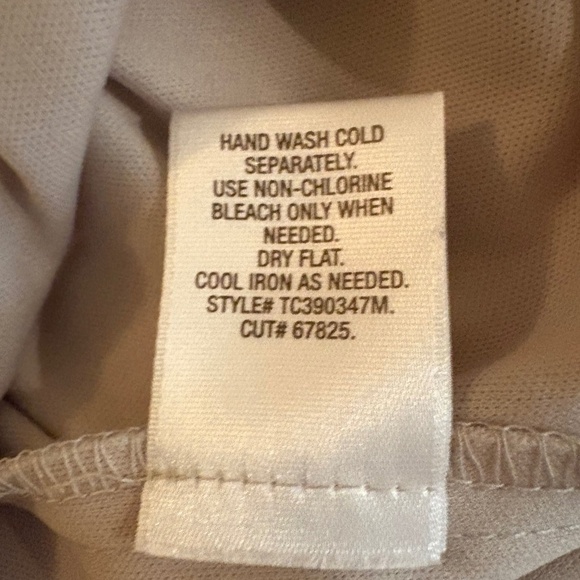 HAND WASH COLD
SEPARATELY.
USE NON-CHLORINE
BLEACH ONLY WHEN
NEEDED.
DRY FLAT.
COOL IRON AS NEEDED.
STYLE# TC390347M.
CUT# 67825.